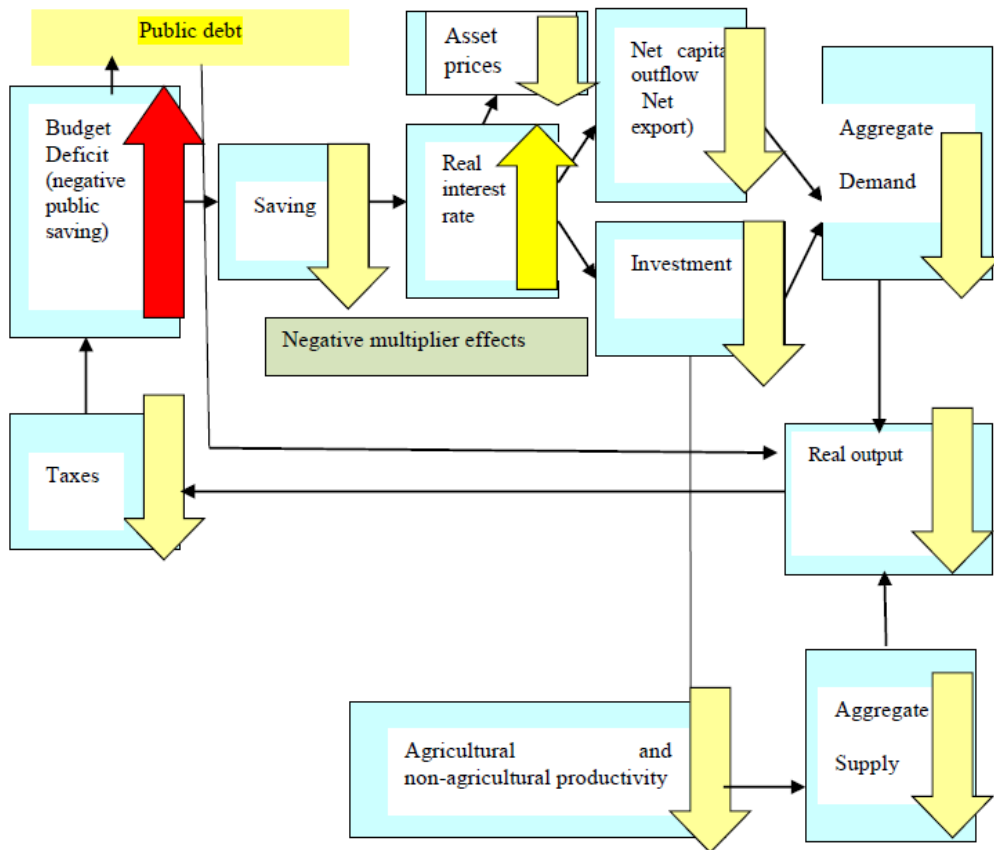 Public debt
Asset
prices
Net capita
outflow
Net
export)
Budget
Deficit
(negative
public
saving)
Aggregate
Demand
Real
interest
rate
Saving
Investment
Negative multiplier effects
Taxes
Real output
Agricultural and
non-agricultural productivity
Aggregate
Supply